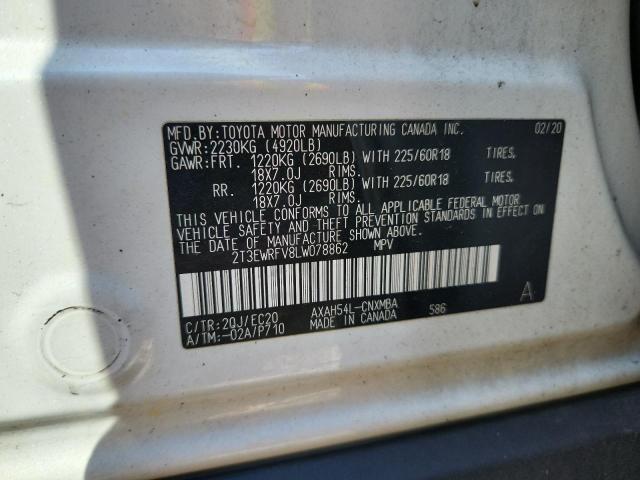 MFD. BY: TOYOTA MOTOR MANUFACTURING CANADA INC. 02/20
GVWR: 2230KG (4920LB)
GAWR: FRT. 1220KG (2690LB) WITH 225/60R18 TIRES.
18X7.0J RIMS.
RR. 1220KG (2690LB) WITH 225/60R18 TIRES.
18X7.0J RIMS.
THIS VEHICLE CONFORMS TO ALL APPLICABLE FEDERAL MOTOR
VEHICLE SAFETY AND BUMPER STANDARDS IN EFFECT ON
THE DATE OF MANUFACTURE SHOWN ABOVE.
2T3EWRFV8LW078862 MPV
C/TR: 2QJ/EC20 AXAH54L-CNXMBA 586 A
A/TM: -02A/P710 MADE IN CANADA